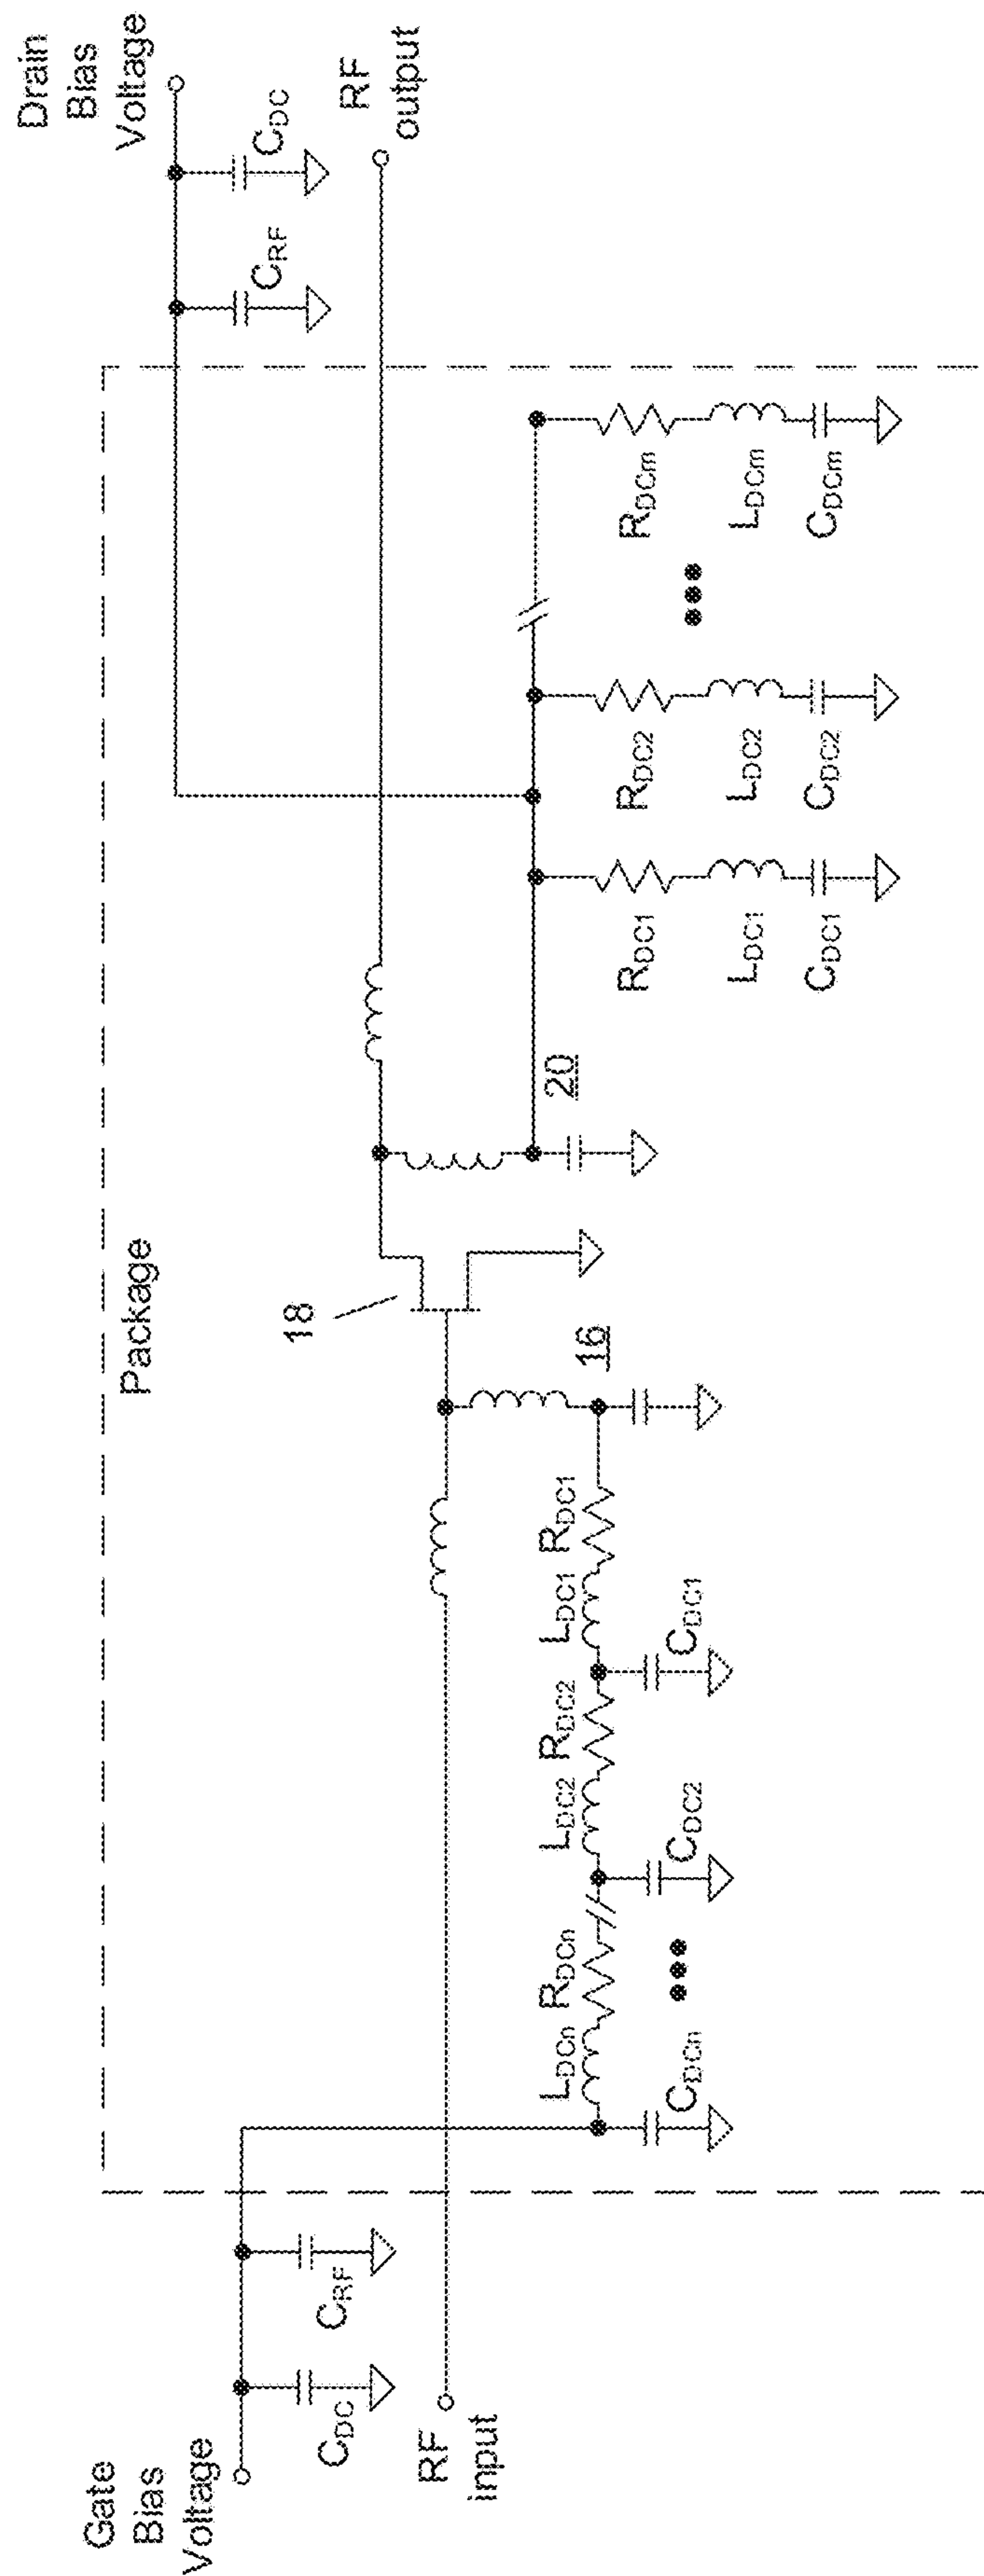 Gate
Bias
Voltage
C_DC
C_RF
RF
input
Package
L_DCn
R_DCn
L_DC2
R_DC2
L_DC1
R_DC1
C_DCn
C_DC2
C_DC1
16
18
20
R_DC1
L_DC1
C_DC1
R_DC2
L_DC2
C_DC2
R_DCm
L_DCm
C_DCm
Drain
Bias
Voltage
C_RF
C_DC
RF
output